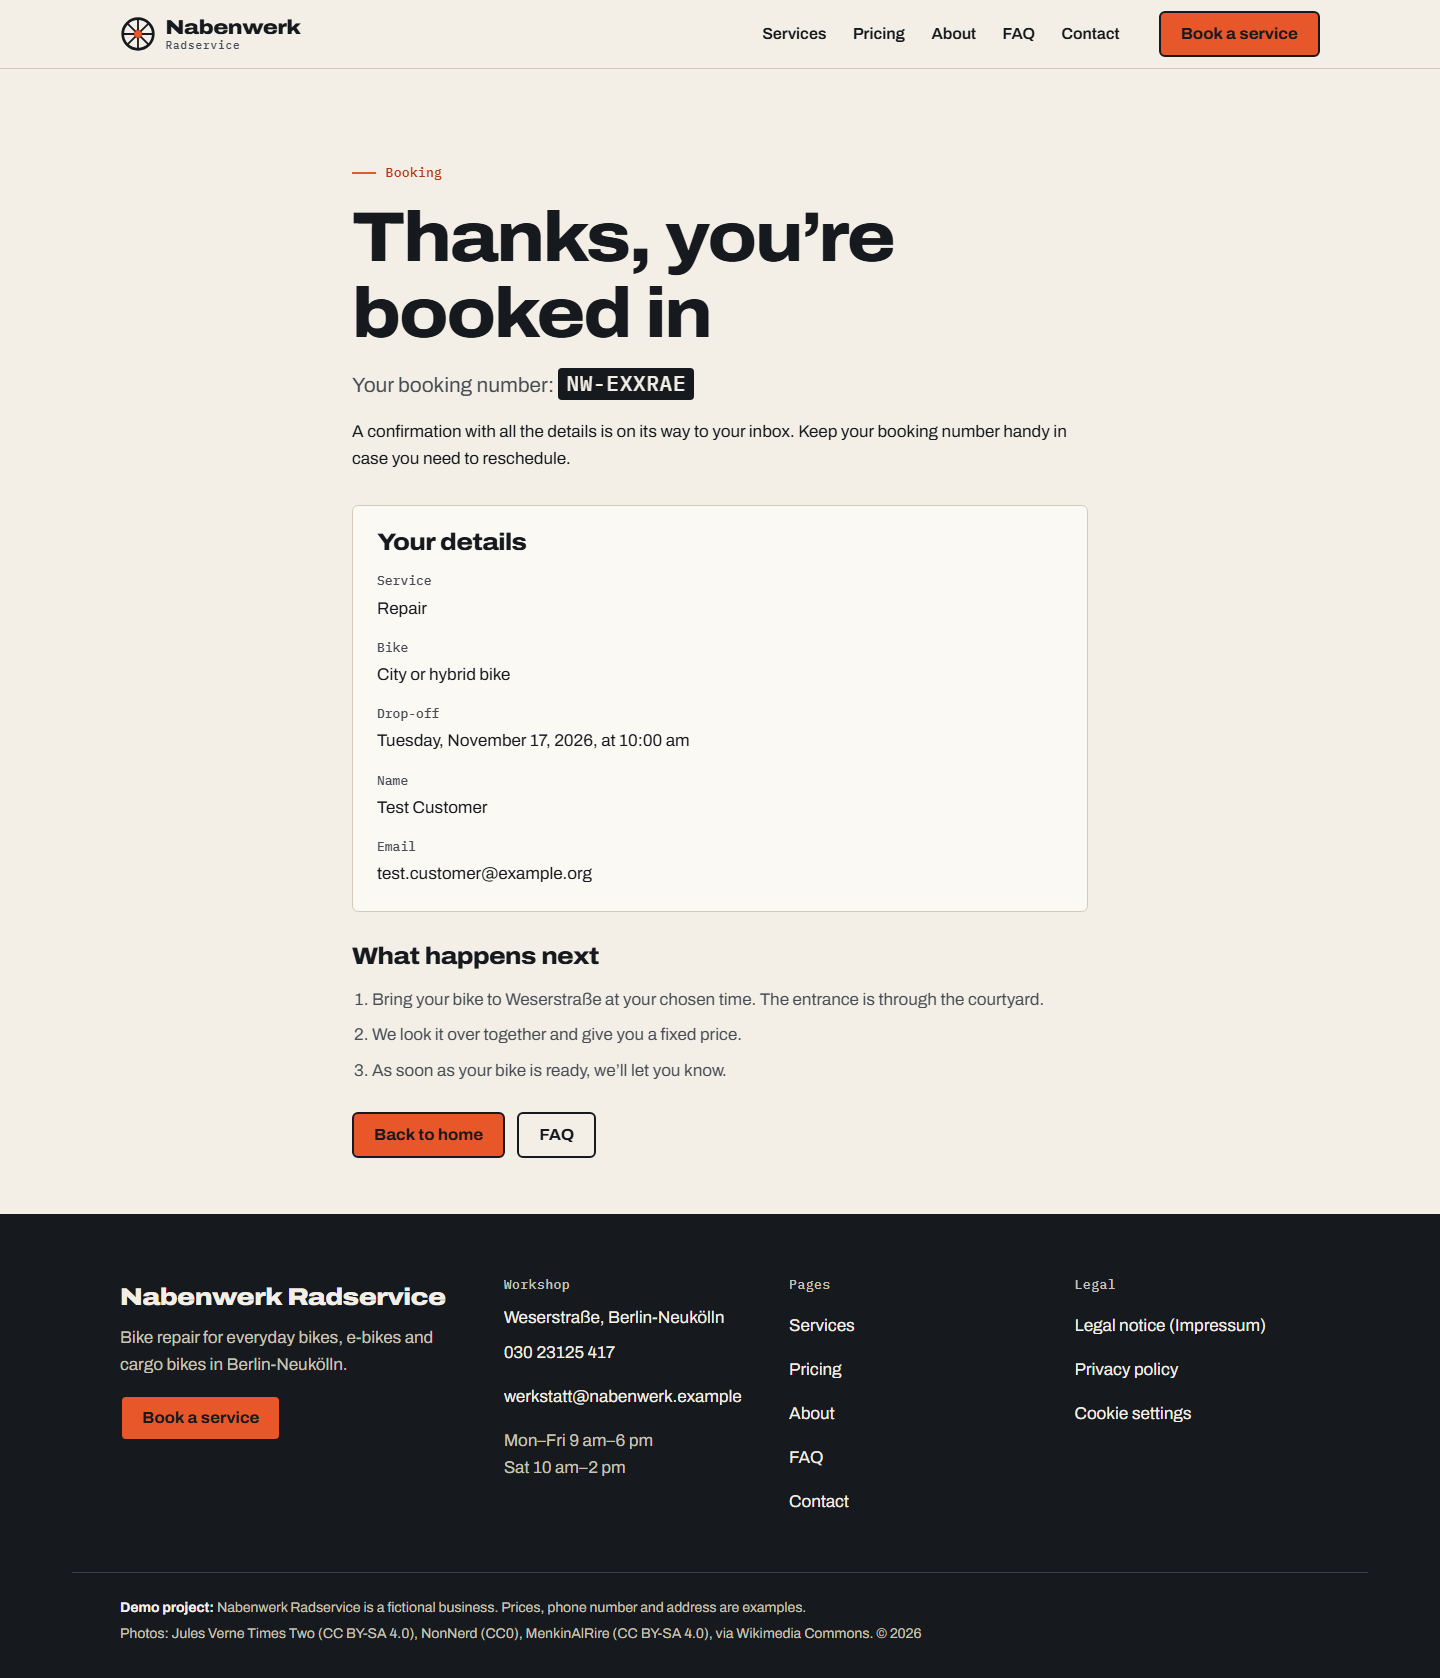 Nabenwerk
Radservice
Services
Pricing
About
FAQ
Contact
Book a service
Booking
Thanks, you’re
booked in
Your booking number: NW-EXXRAE
A confirmation with all the details is on its way to your inbox. Keep your booking number handy in
case you need to reschedule.
Your details
Service
Repair
Bike
City or hybrid bike
Drop-off
Tuesday, November 17, 2026, at 10:00 am
Name
Test Customer
Email
test.customer@example.org
What happens next
1. Bring your bike to Weserstraße at your chosen time. The entrance is through the courtyard.
2. We look it over together and give you a fixed price.
3. As soon as your bike is ready, we’ll let you know.
Back to home
FAQ
Nabenwerk Radservice
Bike repair for everyday bikes, e-bikes and
cargo bikes in Berlin-Neukölln.
Book a service
Workshop
Weserstraße, Berlin-Neukölln
030 23125 417
werkstatt@nabenwerk.example
Mon–Fri 9 am–6 pm
Sat 10 am–2 pm
Pages
Services
Pricing
About
FAQ
Contact
Legal
Legal notice (Impressum)
Privacy policy
Cookie settings
Demo project: Nabenwerk Radservice is a fictional business. Prices, phone number and address are examples.
Photos: Jules Verne Times Two (CC BY-SA 4.0), NonNerd (CC0), MenkinAlRire (CC BY-SA 4.0), via Wikimedia Commons. © 2026